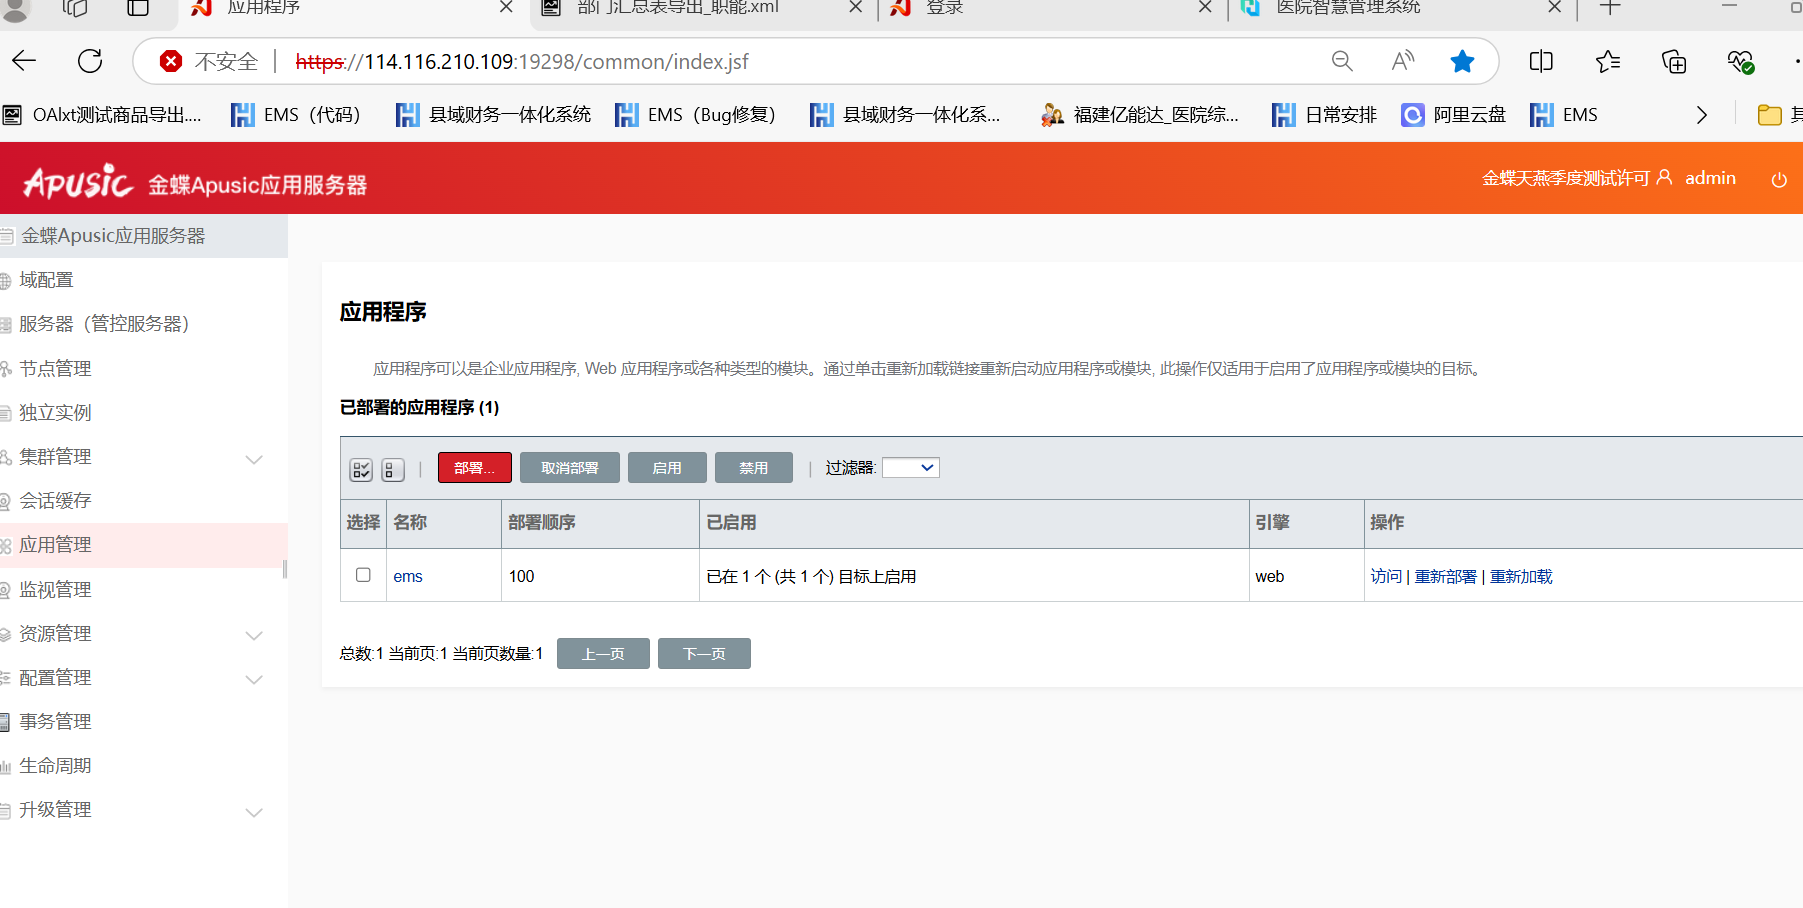 应用程序
部门汇总表导出_职能.xml
登录
医院智慧管理系统
不安全
https://114.116.210.109:19298/common/index.jsf
OAlxt测试商品导出....
EMS（代码）
县域财务一体化系统
EMS（Bug修复）
县域财务一体化系...
福建亿能达_医院综...
日常安排
阿里云盘
EMS
Apusic 金蝶Apusic应用服务器
金蝶天燕季度测试许可 admin
金蝶Apusic应用服务器
域配置
服务器（管控服务器）
节点管理
独立实例
集群管理
会话缓存
应用管理
监视管理
资源管理
配置管理
事务管理
生命周期
升级管理
应用程序
应用程序可以是企业应用程序, Web 应用程序或各种类型的模块。通过单击重新加载链接重新启动应用程序或模块, 此操作仅适用于启用了应用程序或模块的目标。
已部署的应用程序 (1)
| 部署... 取消部署 启用 禁用 | 过滤器:
选择 名称 部署顺序 已启用 引擎 操作
ems 100 已在 1 个 (共 1 个) 目标上启用 web 访问 | 重新部署 | 重新加载
总数:1 当前页:1 当前页数量:1 上一页 下一页